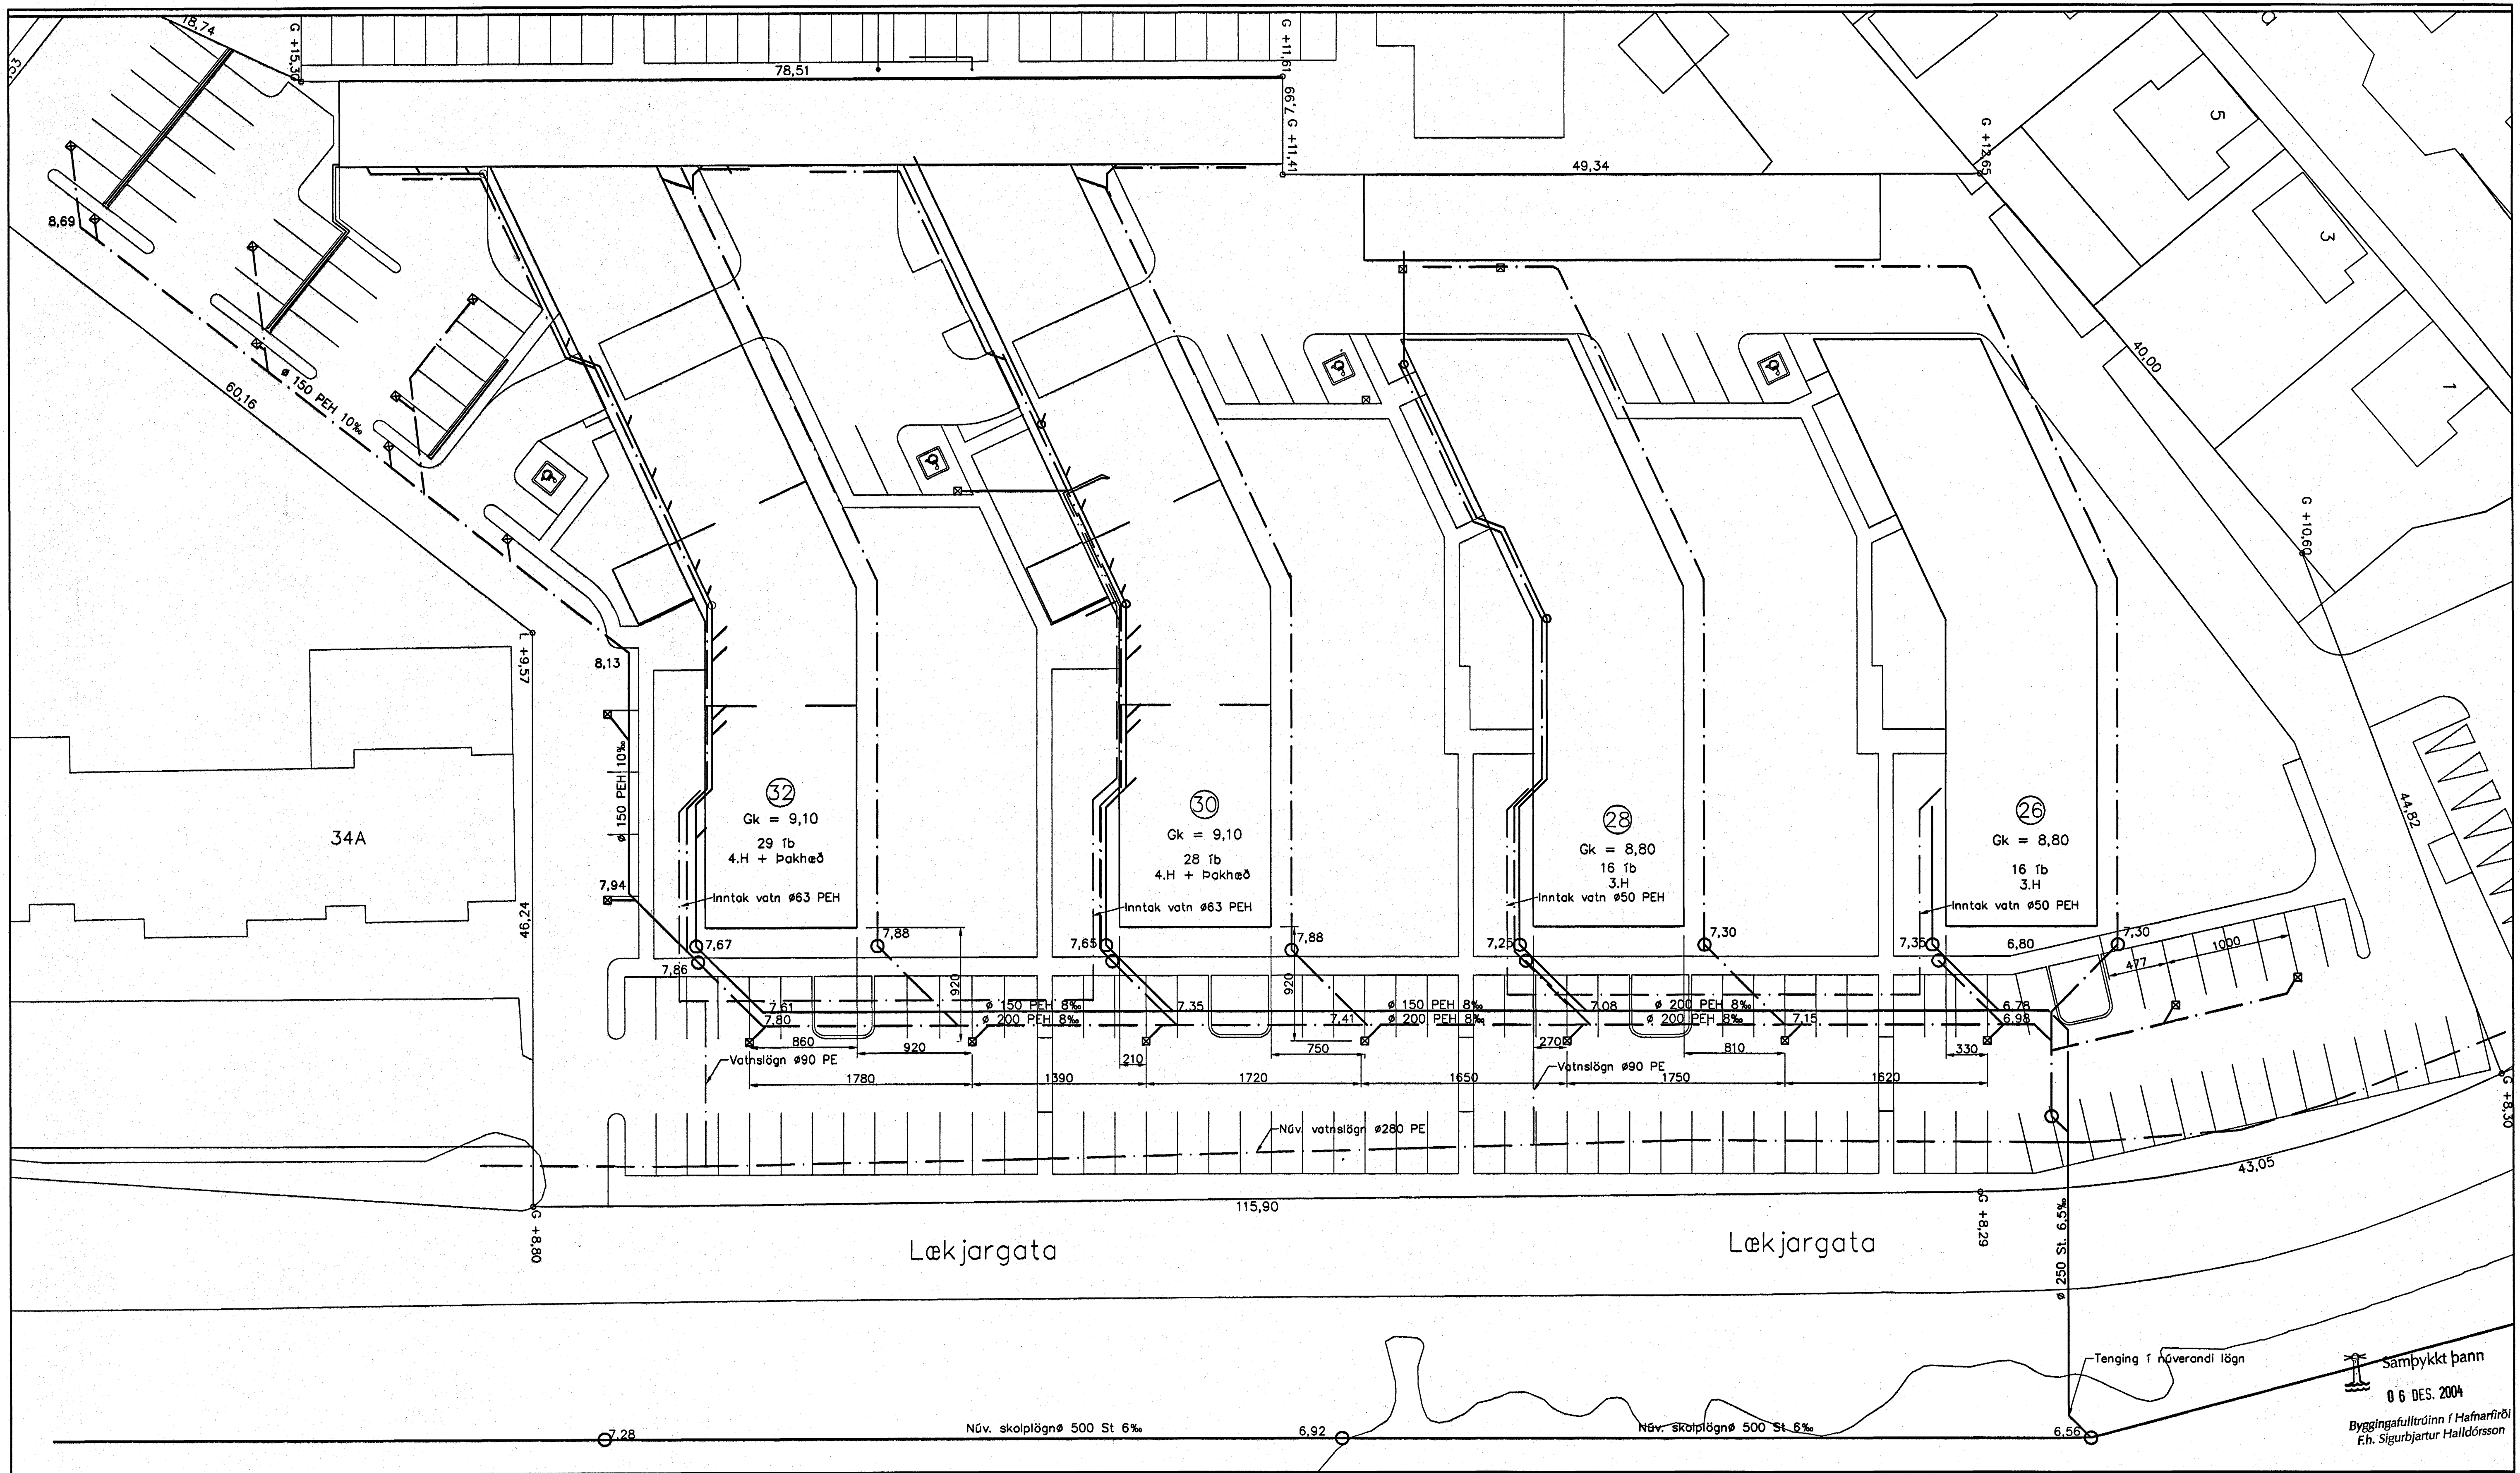 18,74
G +15,30
78,51
G +11,61
7,99
G +11,41
49,34
G +12,65
5
3
1
40,00
G +10,60
8,69
60,16
ø 150 PEH 10‰
L +9,57
8,13
ø 150 PEH 10‰
34A
46,24
7,94
44,82
32
Gk = 9,10
29 íb
4.H + Þakhæð
30
Gk = 9,10
28 íb
4.H + Þakhæð
28
Gk = 8,80
16 íb
3.H
26
Gk = 8,80
16 íb
3.H
Inntak vatn ø63 PEH
Inntak vatn ø63 PEH
Inntak vatn ø50 PEH
Inntak vatn ø50 PEH
7,67
7,88
7,65
7,88
7,25
7,30
7,35
6,80
7,30
7,86
920
920
477
1000
7,61
ø 150 PEH 8‰
7,35
ø 150 PEH 8‰
7,08
ø 200 PEH 8‰
6,78
7,80
ø 200 PEH 8‰
7,41
ø 200 PEH 8‰
ø 200 PEH 8‰
7,15
6,98
860
920
210
750
270
810
330
Vatnslögn ø90 PE
Vatnslögn ø90 PE
1780
1390
1720
1650
1750
1620
Núv. vatnslögn ø280 PE
G +8,30
43,05
115,90
G +8,80
G +8,29
ø 250 St. 6,5‰
Lækjargata
Lækjargata
Tenging í núverandi lögn
Samþykkt þann
06 DES. 2004
Byggingafulltrúinn í Hafnarfirði
F.h. Sigurbjartur Halldórsson
7,28
Núv. skolplögnø 500 St 6‰
6,92
Núv. skolplögnø 500 St 6‰
6,56